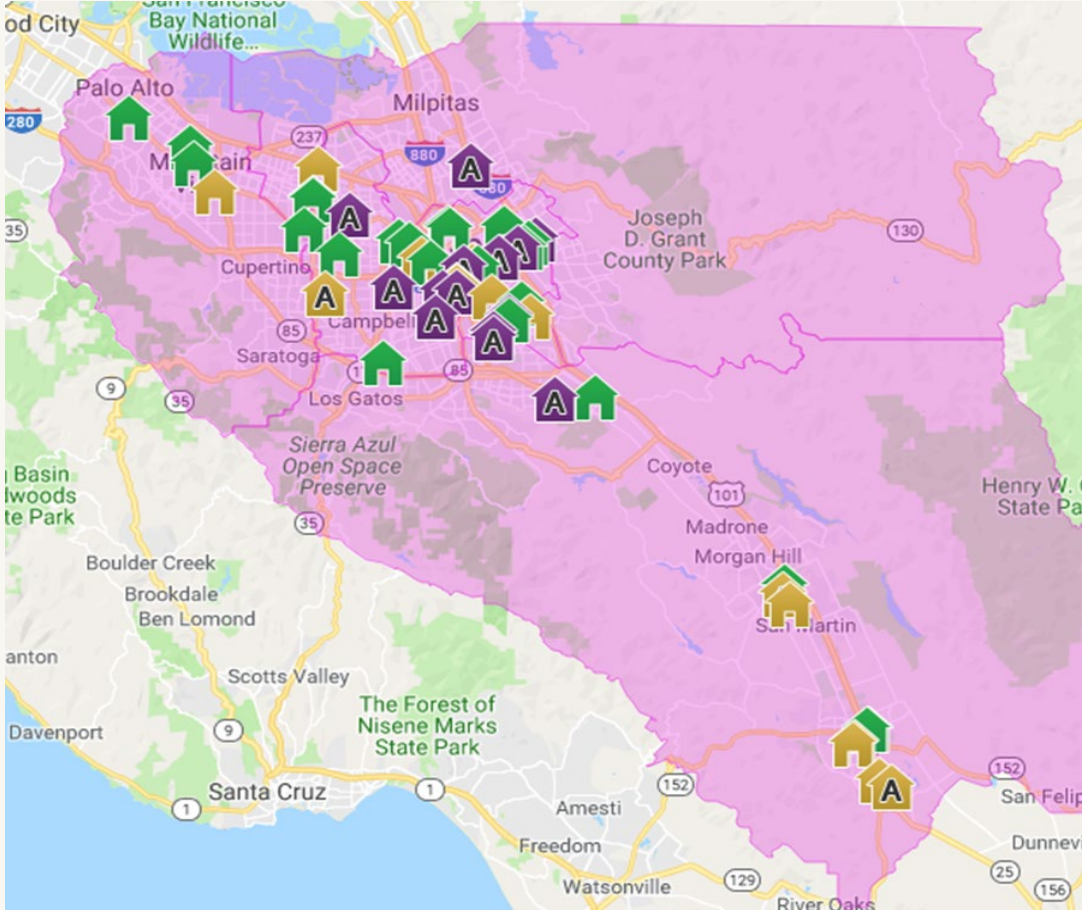 San Francisco
Bay National
Wildlife...
od City
Palo Alto
Milpitas
280
237
880
A
A
Joseph
D. Grant
County Park
130
35
Cupertino
A
A
A
A
Campbell
A
85
Saratoga
A
85
9
35
Los Gatos
A
Sierra Azul
Open Space
Preserve
Coyote
Basin
dwoods
te Park
101
Henry W.
State Pa
35
Madrone
Morgan Hill
Boulder Creek
Brookdale
Ben Lomond
San Martin
anton
Scotts Valley
The Forest of
Nisene Marks
State Park
9
Davenport
152
152
Santa Cruz
1
1
A
San Felip
Amesti
Freedom
Dunnevi
25
Watsonville
129
156
River Oaks